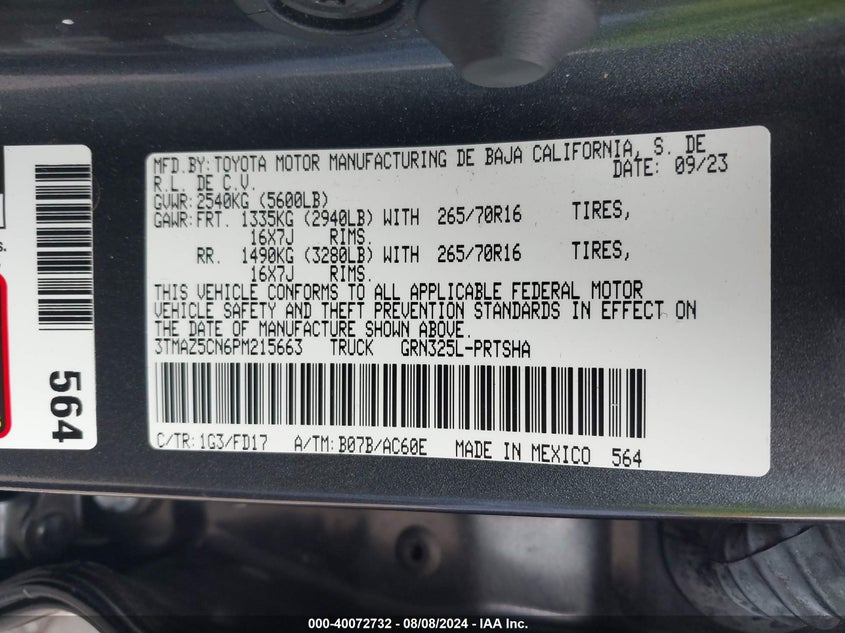 MFD.BY:TOYOTA MOTOR MANUFACTURING DE BAJA CALIFORNIA, S. DE
R.L. DE C.V. DATE: 09/23
GVWR:2540KG (5600LB)
GAWR:FRT. 1335KG (2940LB) WITH 265/70R16 TIRES,
16X7J RIMS.
RR. 1490KG (3280LB) WITH 265/70R16 TIRES,
16X7J RIMS.
THIS VEHICLE CONFORMS TO ALL APPLICABLE FEDERAL MOTOR
VEHICLE SAFETY AND THEFT PREVENTION STANDARDS IN EFFECT ON
THE DATE OF MANUFACTURE SHOWN ABOVE.
3TMAZ5CN6PM215663 TRUCK GRN325L-PRTSHA
C/TR:1G3/FD17 A/TM:B07B/AC60E MADE IN MEXICO 564
564
s.
000-40072732 - 08/08/2024 - IAA Inc.